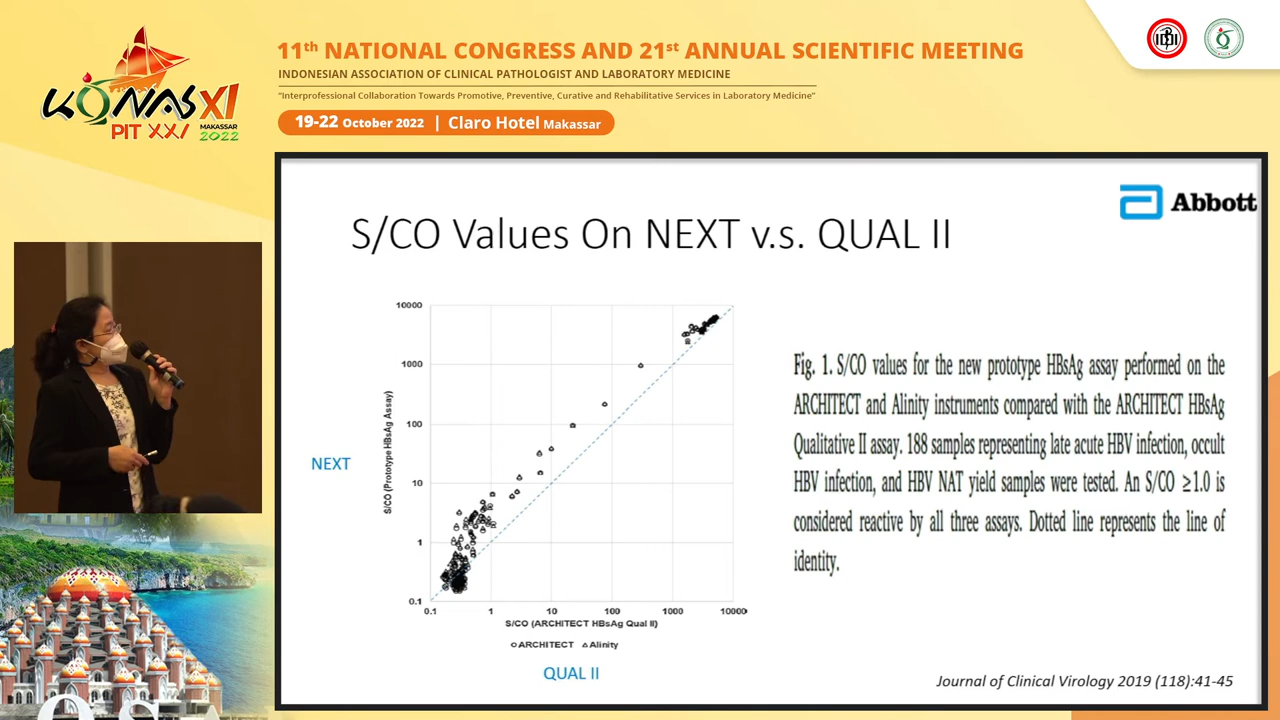 11th NATIONAL CONGRESS AND 21st ANNUAL SCIENTIFIC MEETING
INDONESIAN ASSOCIATION OF CLINICAL PATHOLOGIST AND LABORATORY MEDICINE
"Interprofessional Collaboration Towards Promotive, Preventive, Curative and Rehabilitative Services in Laboratory Medicine"
19-22 October 2022 | Claro Hotel Makassar
KONAS XI
PIT XXI
MAKASSAR
2022
IDI
Abbott
S/CO Values On NEXT v.s. QUAL II
NEXT
S/CO (Prototype HBsAg Assay)
10000
1000
100
10
1
0.1
0.1
1
10
100
1000
10000
S/CO (ARCHITECT HBsAg Qual II)
ARCHITECT
Alinity
QUAL II
Fig. 1. S/CO values for the new prototype HBsAg assay performed on the
ARCHITECT and Alinity instruments compared with the ARCHITECT HBsAg
Qualitative II assay. 188 samples representing late acute HBV infection, occult
HBV infection, and HBV NAT yield samples were tested. An S/CO ≥1.0 is
considered reactive by all three assays. Dotted line represents the line of
identity.
Journal of Clinical Virology 2019 (118):41-45